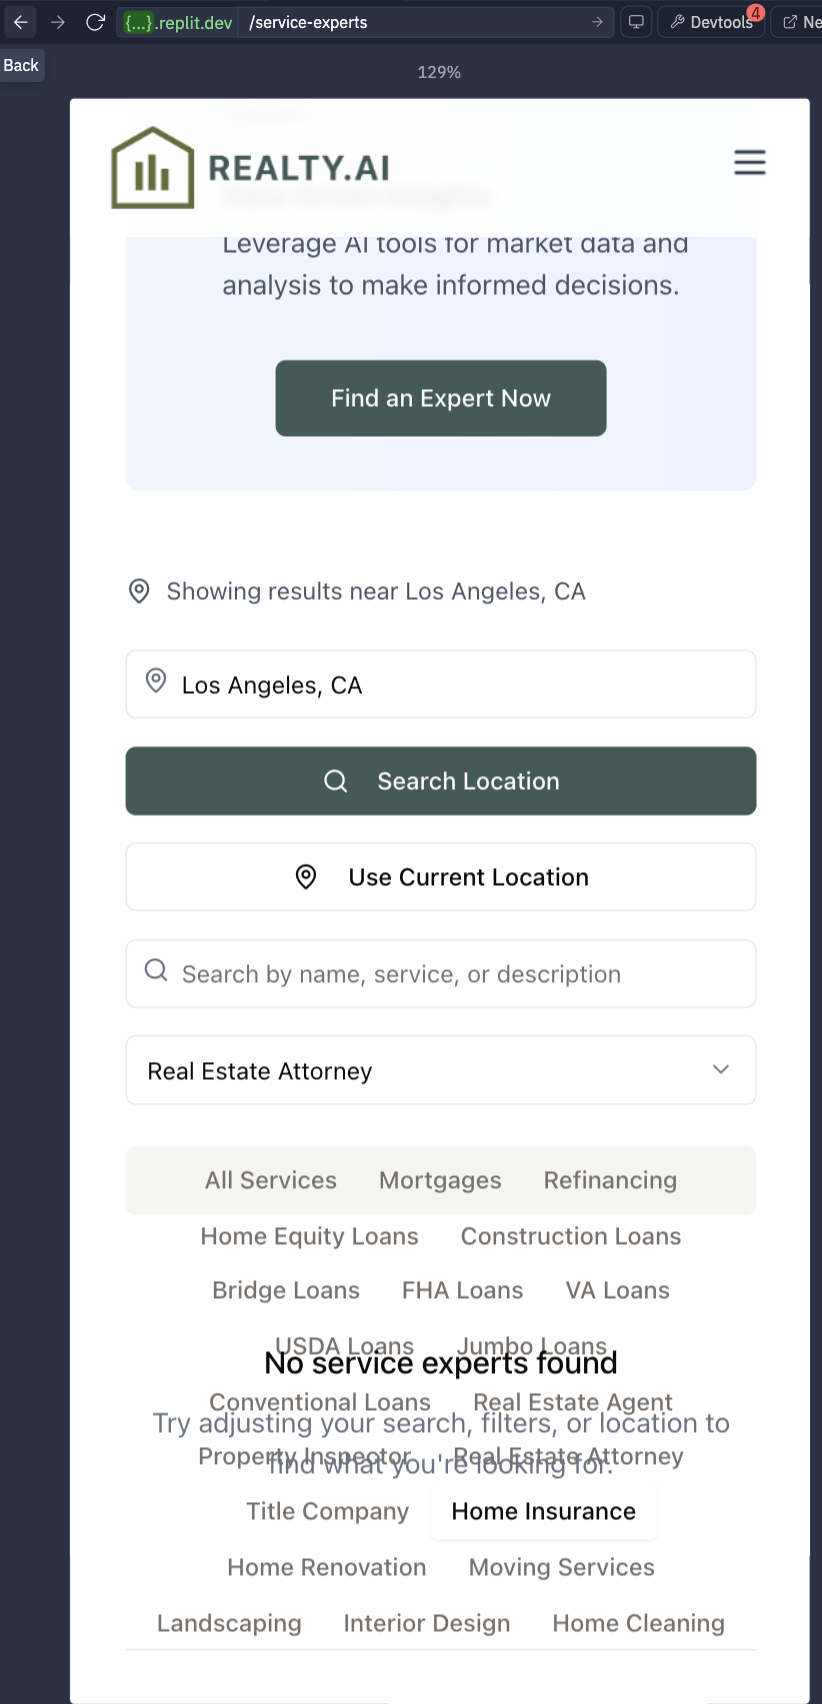 {...}.replit.dev /service-experts
Devtools 4
Ne
Back
129%
REALTY.AI
Leverage AI tools for market data and
analysis to make informed decisions.
Find an Expert Now
Showing results near Los Angeles, CA
Los Angeles, CA
Search Location
Use Current Location
Search by name, service, or description
Real Estate Attorney
All Services Mortgages Refinancing
Home Equity Loans Construction Loans
Bridge Loans FHA Loans VA Loans
USDA Loans Jumbo Loans
No service experts found
Conventional Loans Real Estate Agent
Try adjusting your search, filters, or location to
Property Inspector Real Estate Attorney
find what you're looking for.
Title Company Home Insurance
Home Renovation Moving Services
Landscaping Interior Design Home Cleaning